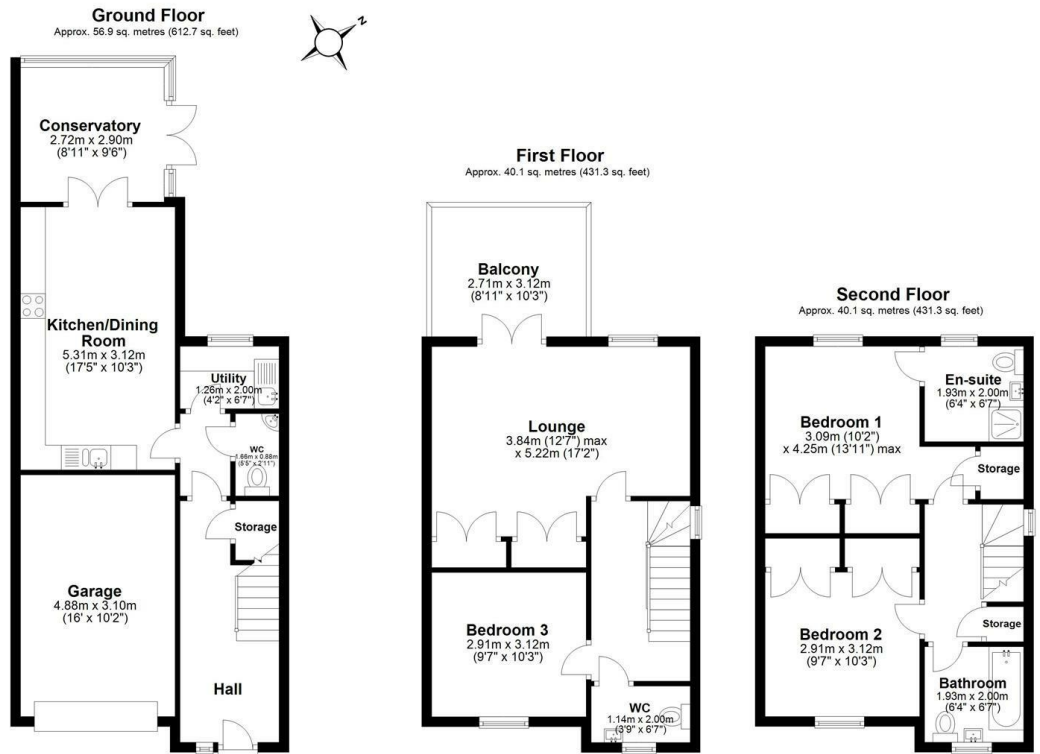 Ground Floor
Approx. 56.9 sq. metres (612.7 sq. feet)
N
Conservatory
2.72m x 2.90m
(8'11" x 9'6")
Kitchen/Dining
Room
5.31m x 3.12m
(17'5" x 10'3")
Utility
1.26m x 2.00m
(4'2" x 6'7")
WC
1.66m x 0.88m
(5'5" x 2'11")
Storage
Garage
4.88m x 3.10m
(16' x 10'2")
Hall
First Floor
Approx. 40.1 sq. metres (431.3 sq. feet)
Balcony
2.71m x 3.12m
(8'11" x 10'3")
Lounge
3.84m (12'7") max
x 5.22m (17'2")
Bedroom 3
2.91m x 3.12m
(9'7" x 10'3")
WC
1.14m x 2.00m
(3'9" x 6'7")
Second Floor
Approx. 40.1 sq. metres (431.3 sq. feet)
En-suite
1.93m x 2.00m
(6'4" x 6'7")
Bedroom 1
3.09m (10'2")
x 4.25m (13'11") max
Storage
Bedroom 2
2.91m x 3.12m
(9'7" x 10'3")
Storage
Bathroom
1.93m x 2.00m
(6'4" x 6'7")